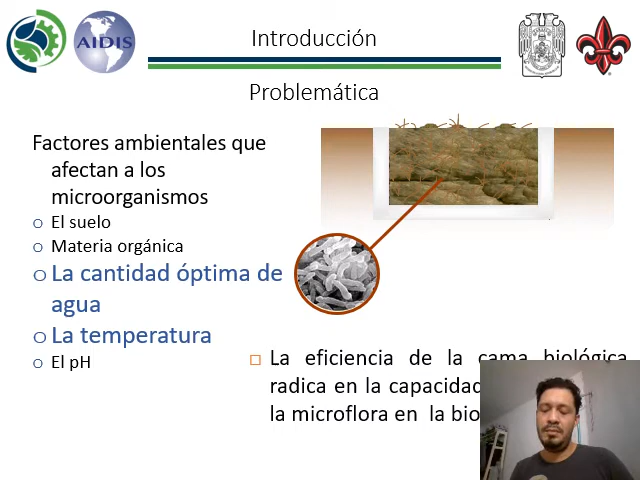 AIDIS
Introducción
Problemática
Factores ambientales que
afectan a los
microorganismos
o El suelo
o Materia orgánica
o La cantidad óptima de
agua
o La temperatura
o El pH
La eficiencia de la cama biológica
radica en la capacidad
la microflora en la